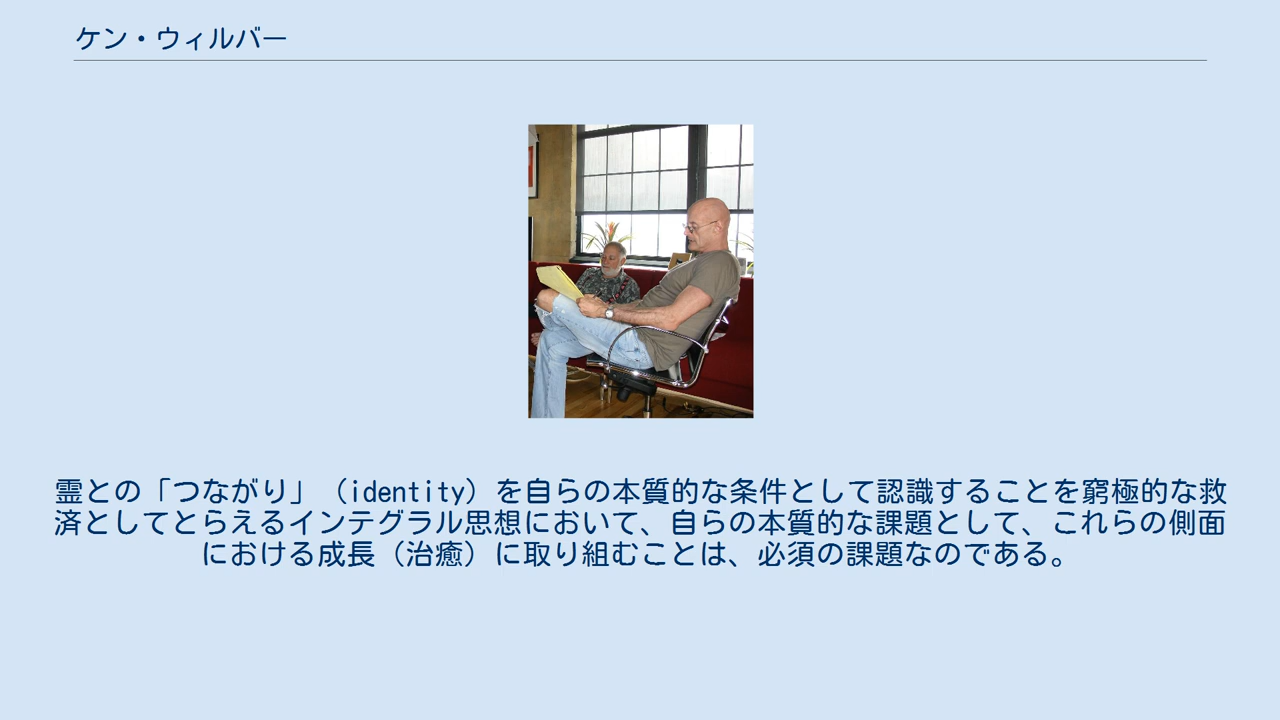 ケン・ウィルバー
霊との「つながり」（identity）を自らの本質的な条件として認識することを窮極的な救
済としてとらえるインテグラル思想において、自らの本質的な課題として、これらの側面
における成長（治癒）に取り組むことは、必須の課題なのである。